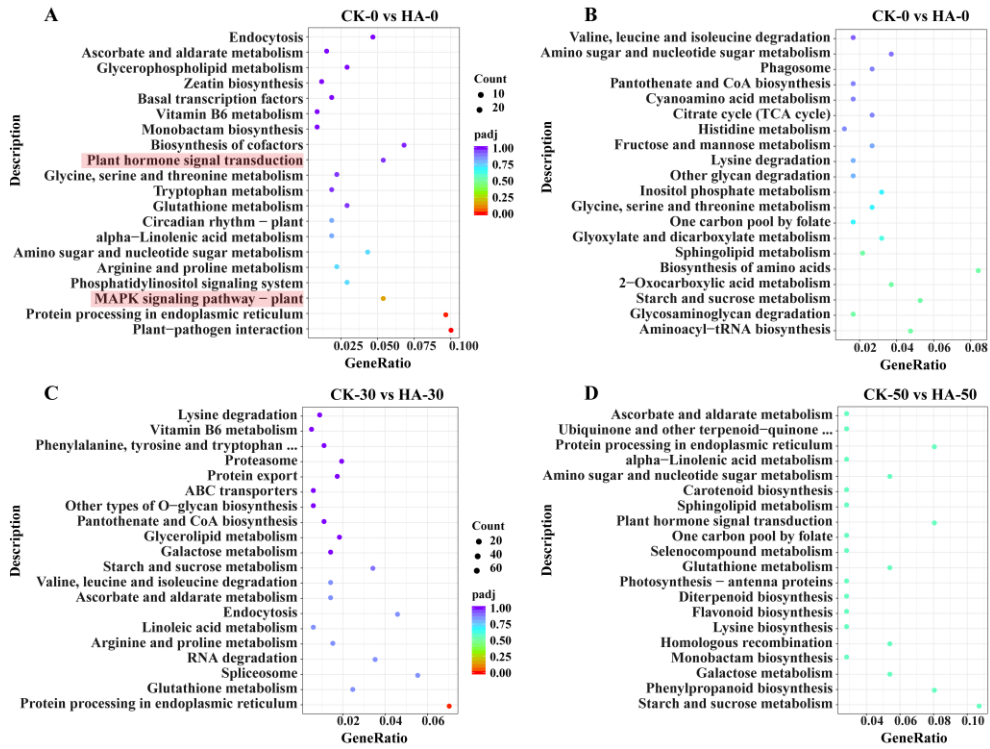 A
CK-0 vs HA-0
Description
Endocytosis
Ascorbate and aldarate metabolism
Glycerophospholipid metabolism
Zeatin biosynthesis
Basal transcription factors
Vitamin B6 metabolism
Monobactam biosynthesis
Biosynthesis of cofactors
Plant hormone signal transduction
Glycine, serine and threonine metabolism
Tryptophan metabolism
Glutathione metabolism
Circadian rhythm − plant
alpha−Linolenic acid metabolism
Amino sugar and nucleotide sugar metabolism
Arginine and proline metabolism
Phosphatidylinositol signaling system
MAPK signaling pathway − plant
Protein processing in endoplasmic reticulum
Plant−pathogen interaction
0.025 0.050 0.075 0.100
GeneRatio
Count
10
20
padj
1.00
0.75
0.50
0.25
0.00
B
CK-0 vs HA-0
Description
Valine, leucine and isoleucine degradation
Amino sugar and nucleotide sugar metabolism
Phagosome
Pantothenate and CoA biosynthesis
Cyanoamino acid metabolism
Citrate cycle (TCA cycle)
Histidine metabolism
Fructose and mannose metabolism
Lysine degradation
Other glycan degradation
Inositol phosphate metabolism
Glycine, serine and threonine metabolism
One carbon pool by folate
Glyoxylate and dicarboxylate metabolism
Sphingolipid metabolism
Biosynthesis of amino acids
2−Oxocarboxylic acid metabolism
Starch and sucrose metabolism
Glycosaminoglycan degradation
Aminoacyl−tRNA biosynthesis
0.02 0.04 0.06 0.08
GeneRatio
C
CK-30 vs HA-30
Description
Lysine degradation
Vitamin B6 metabolism
Phenylalanine, tyrosine and tryptophan ...
Proteasome
Protein export
ABC transporters
Other types of O−glycan biosynthesis
Pantothenate and CoA biosynthesis
Glycerolipid metabolism
Galactose metabolism
Starch and sucrose metabolism
Valine, leucine and isoleucine degradation
Ascorbate and aldarate metabolism
Endocytosis
Linoleic acid metabolism
Arginine and proline metabolism
RNA degradation
Spliceosome
Glutathione metabolism
Protein processing in endoplasmic reticulum
0.02 0.04 0.06
GeneRatio
Count
20
40
60
padj
1.00
0.75
0.50
0.25
0.00
D
CK-50 vs HA-50
Description
Ascorbate and aldarate metabolism
Ubiquinone and other terpenoid−quinone ...
Protein processing in endoplasmic reticulum
alpha−Linolenic acid metabolism
Amino sugar and nucleotide sugar metabolism
Carotenoid biosynthesis
Sphingolipid metabolism
Plant hormone signal transduction
One carbon pool by folate
Selenocompound metabolism
Glutathione metabolism
Photosynthesis − antenna proteins
Diterpenoid biosynthesis
Flavonoid biosynthesis
Lysine biosynthesis
Homologous recombination
Monobactam biosynthesis
Galactose metabolism
Phenylpropanoid biosynthesis
Starch and sucrose metabolism
0.04 0.06 0.08 0.10
GeneRatio